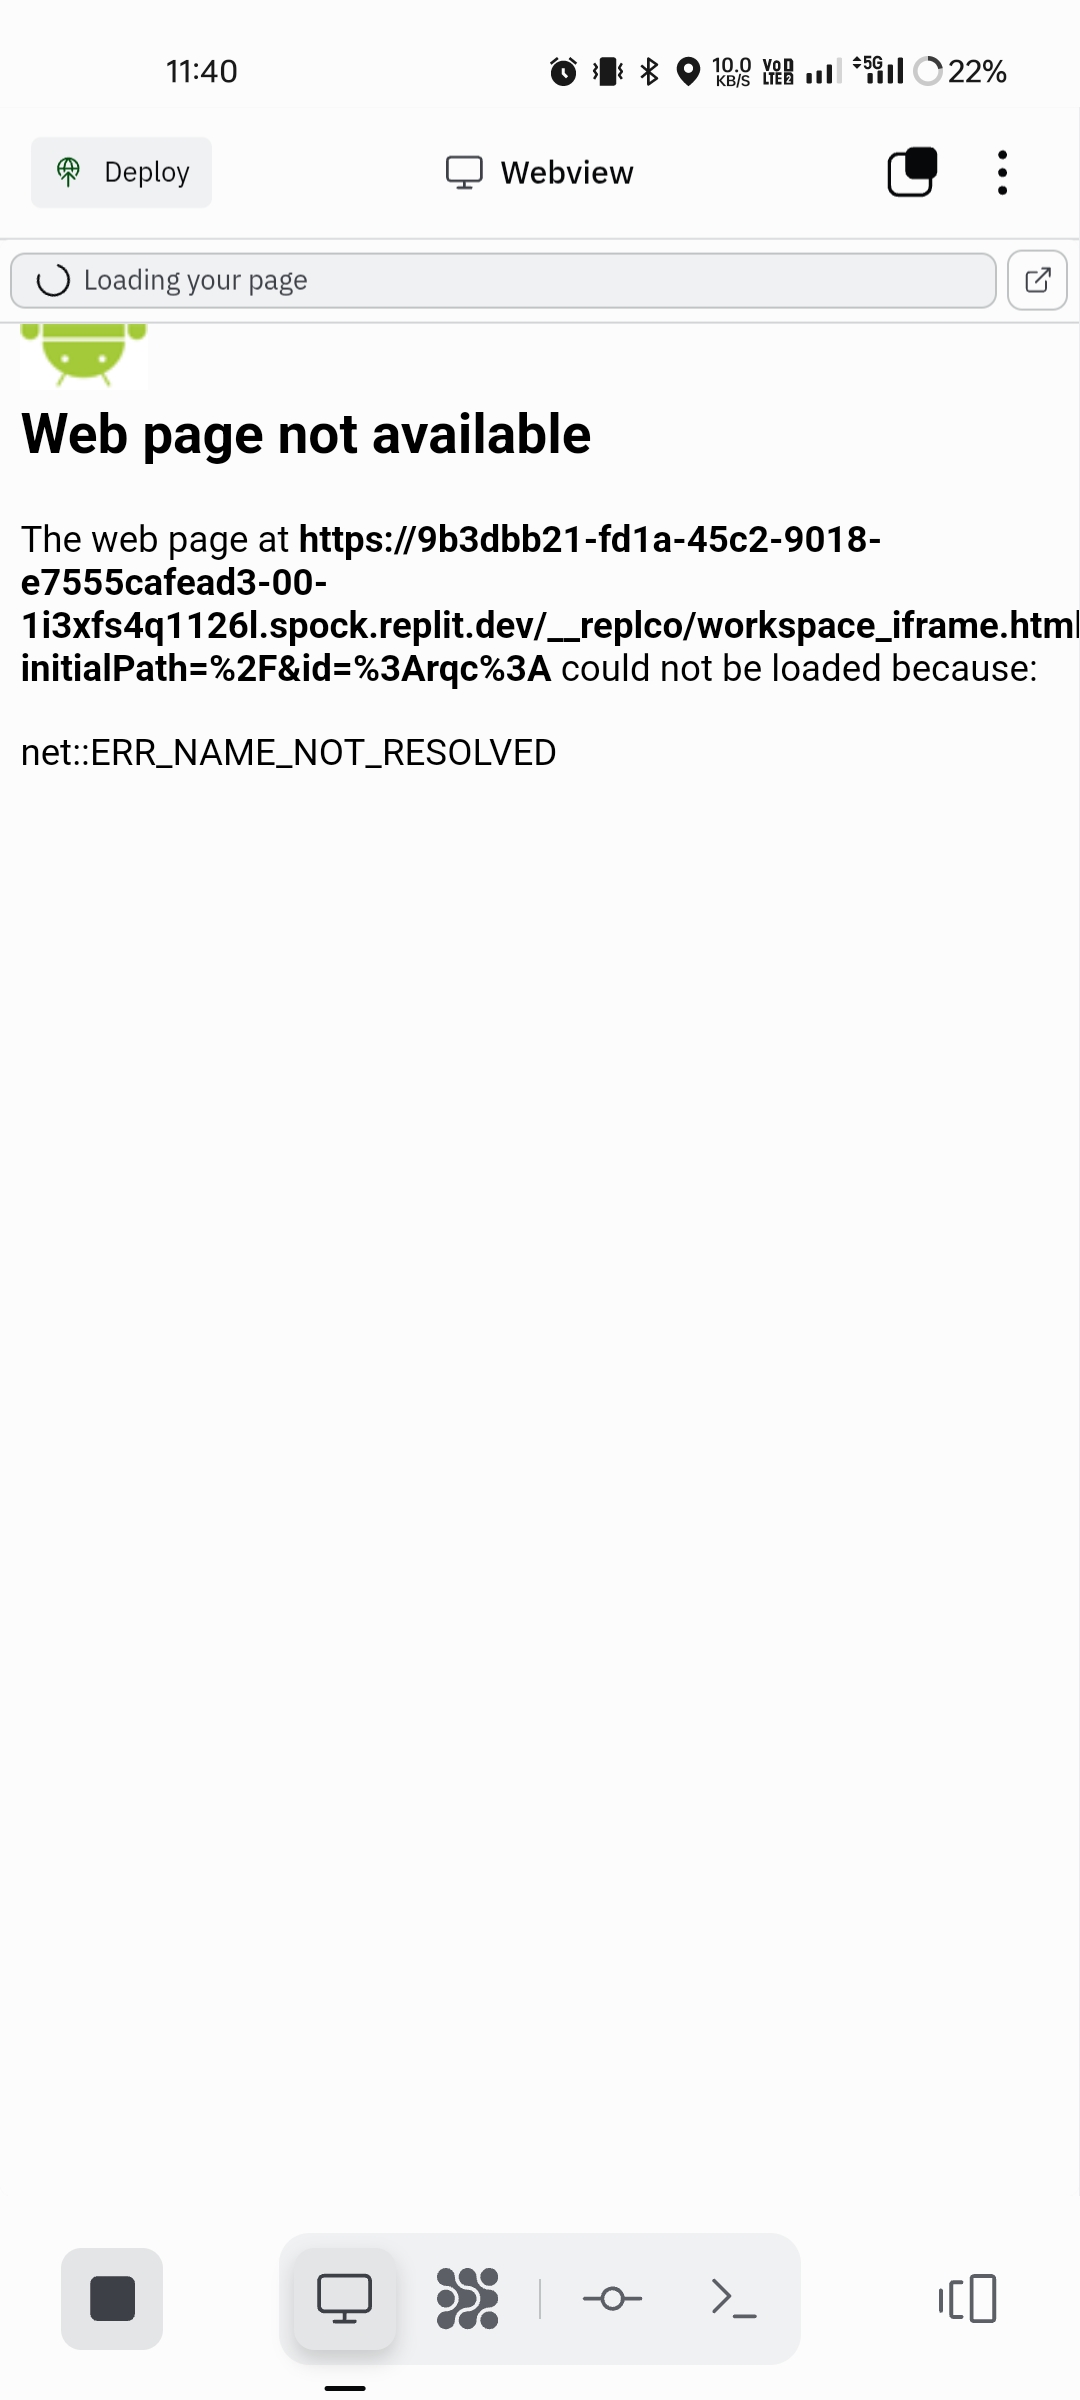 11:40
10.0
KB/S
Vo
LTE2
5G
22%
Deploy
Webview
Loading your page
Web page not available
The web page at https://9b3dbb21-fd1a-45c2-9018-
e7555cafead3-00-
1i3xfs4q1126l.spock.replit.dev/__replco/workspace_iframe.html
initialPath=%2F&id=%3Arqc%3A could not be loaded because:
net::ERR_NAME_NOT_RESOLVED